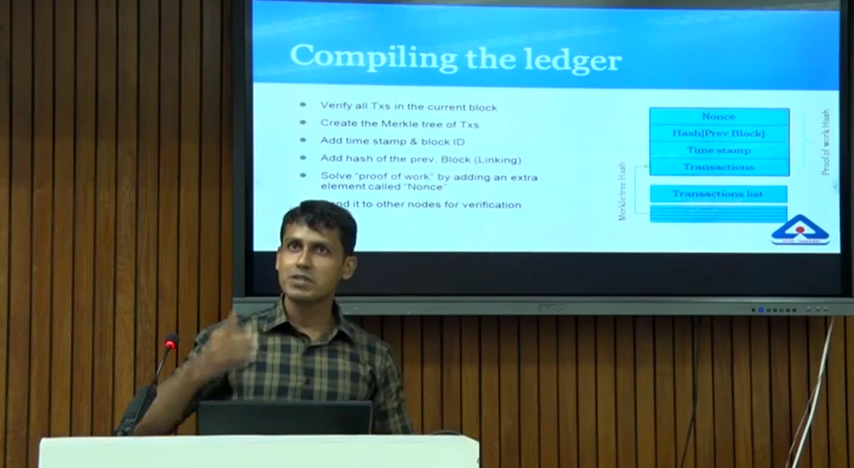 Compiling the ledger
Verify all Txs in the current block
Create the Merkle tree of Txs
Add time stamp & block ID
Add hash of the prev. Block (Linking)
Solve "proof of work" by adding an extra
element called "Nonce"
end it to other nodes for verification
Nonce
Hash[Prev Block]
Time stamp
Transactions
Transactions list
Merkle tree Hash
Proof of work Hash